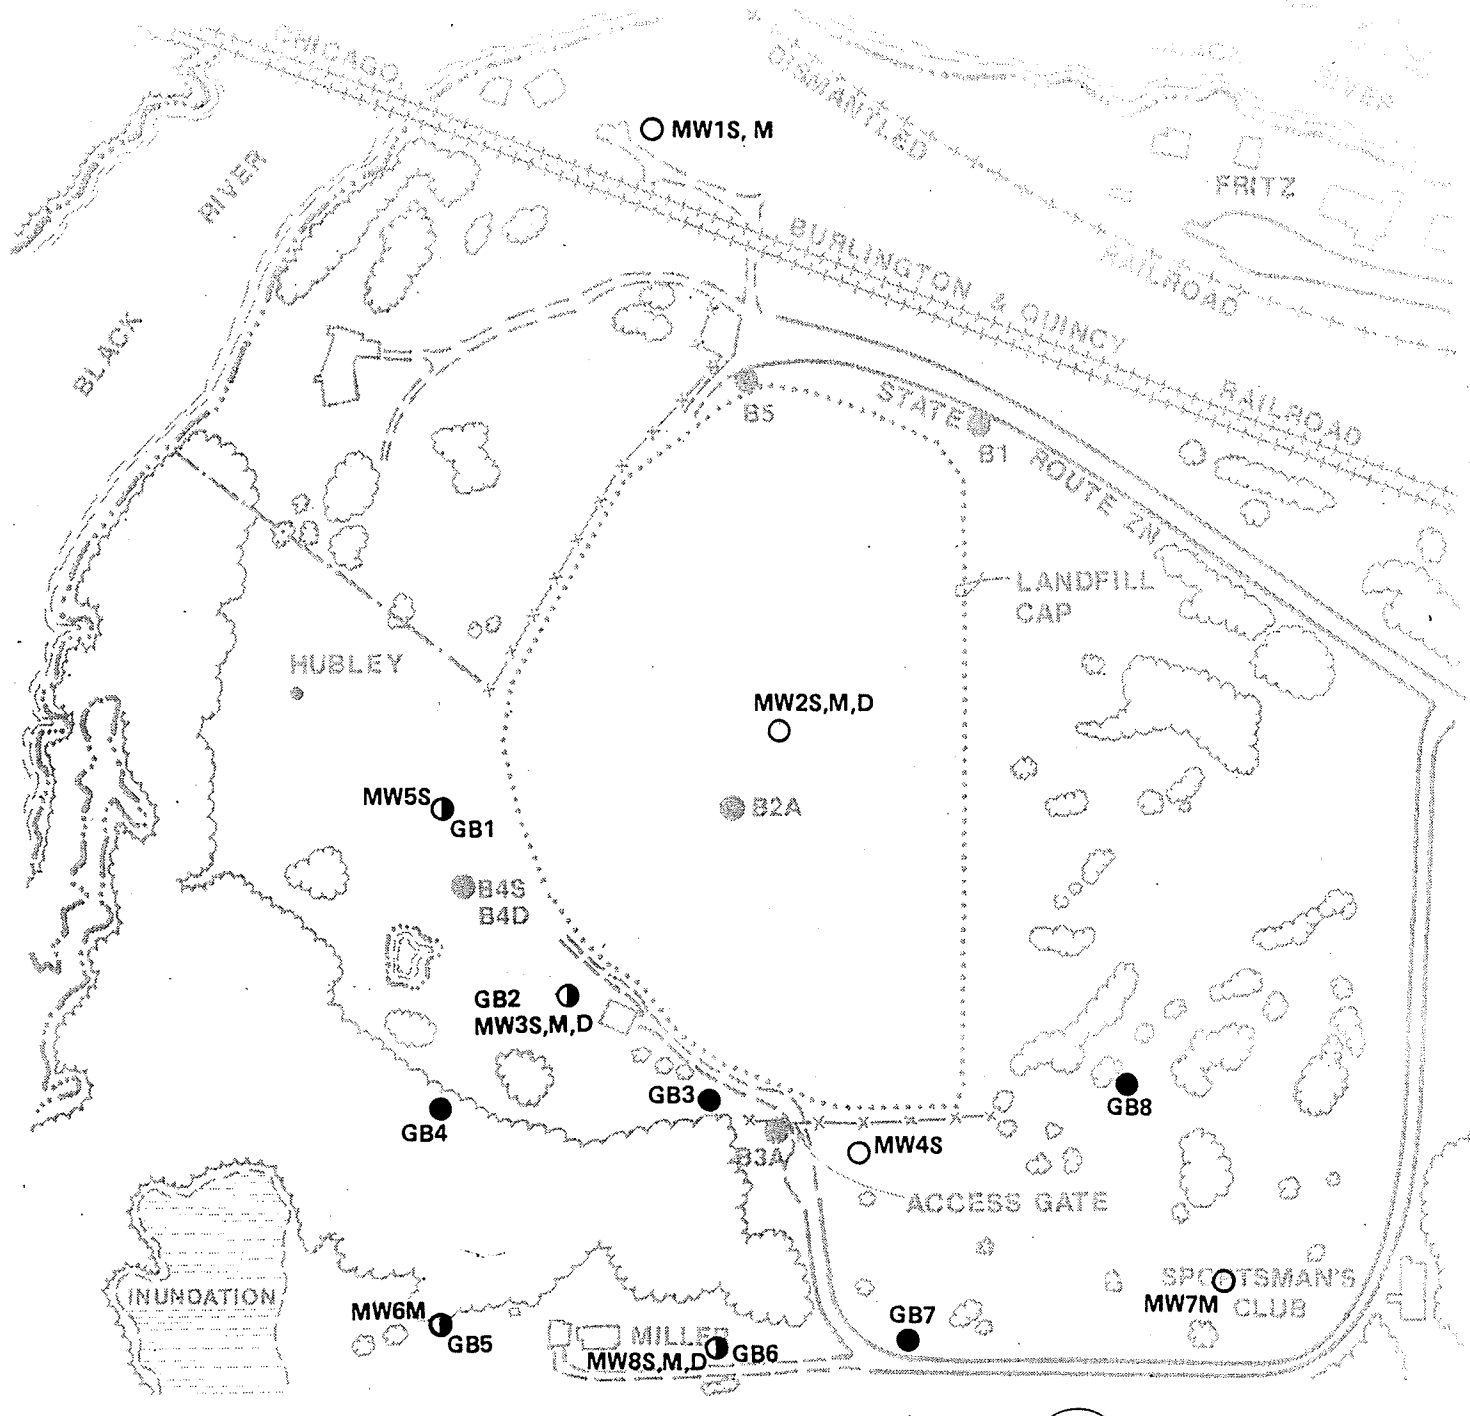 CHICAGO,
BLACK
RIVER
DISMANTLED
MW1S, M
RIVER
FRITZ
BURLINGTON & QUINCY
RAILROAD
RAILROAD
BLACK
STATE
B5
B1
ROUTE ZN
LANDFILL
CAP
HUBLEY
MW2S,M,D
MW5S
GB1
B2A
B4S
B4D
GB2
MW3S,M,D
GB3
GB8
GB4
B3A
MW4S
ACCESS GATE
INUNDATION
SPORTSMAN'S
CLUB
MW7M
MW6M
GB5
MILLER
GB7
MW8S,M,D
GB6